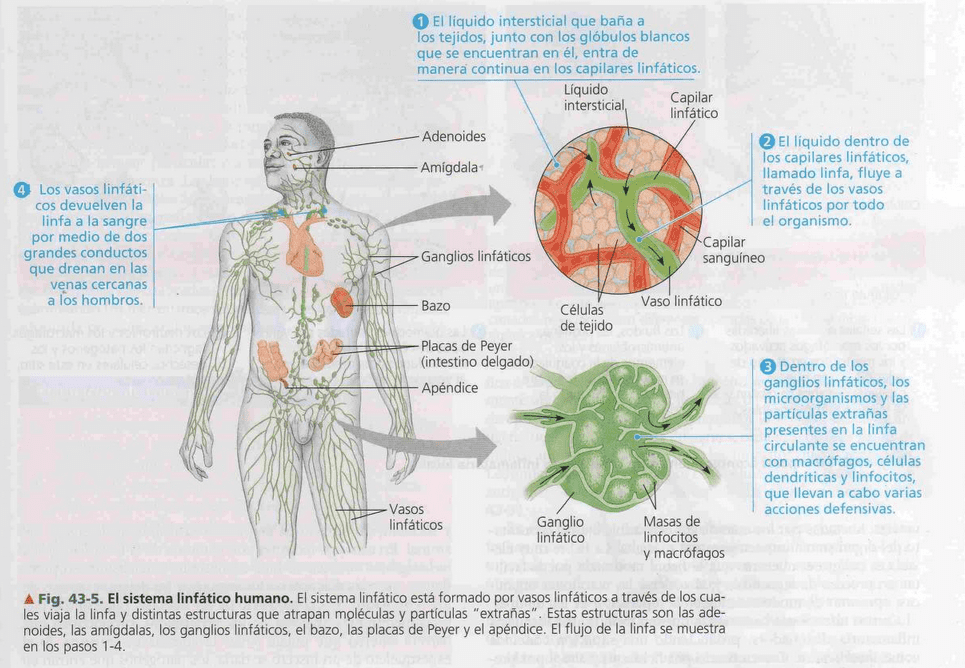 1 El líquido intersticial que baña a
los tejidos, junto con los glóbulos blancos
que se encuentran en él, entra de
manera continua en los capilares linfáticos.
Líquido
intersticial
Capilar
linfático
Adenoides
Amígdala
2 El líquido dentro de
los capilares linfáticos,
llamado linfa, fluye a
través de los vasos
linfáticos por todo
el organismo.
4 Los vasos linfáti-
cos devuelven la
linfa a la sangre
por medio de dos
grandes conductos
que drenan en las
venas cercanas
a los hombros.
Ganglios linfáticos
Capilar
sanguíneo
Bazo
Células
de tejido
Vaso linfático
Placas de Peyer
(intestino delgado)
Apéndice
3 Dentro de los
ganglios linfáticos, los
microorganismos y las
partículas extrañas
presentes en la linfa
circulante se encuentran
con macrófagos, células
dendríticas y linfocitos,
que llevan a cabo varias
acciones defensivas.
Vasos
linfáticos
Ganglio
linfático
Masas de
linfocitos
y macrófagos
▲ Fig. 43-5. El sistema linfático humano. El sistema linfático está formado por vasos linfáticos a través de los cua-
les viaja la linfa y distintas estructuras que atrapan moléculas y partículas "extrañas". Estas estructuras son las ade-
noides, las amígdalas, los ganglios linfáticos, el bazo, las placas de Peyer y el apéndice. El flujo de la linfa se muestra
en los pasos 1-4.